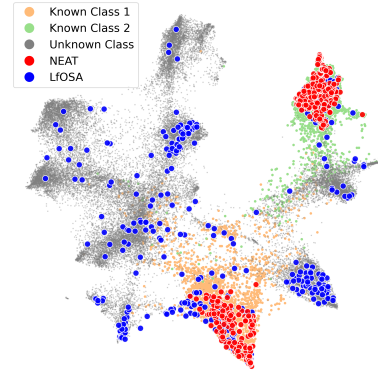 Known Class 1
Known Class 2
Unknown Class
NEAT
LfOSA